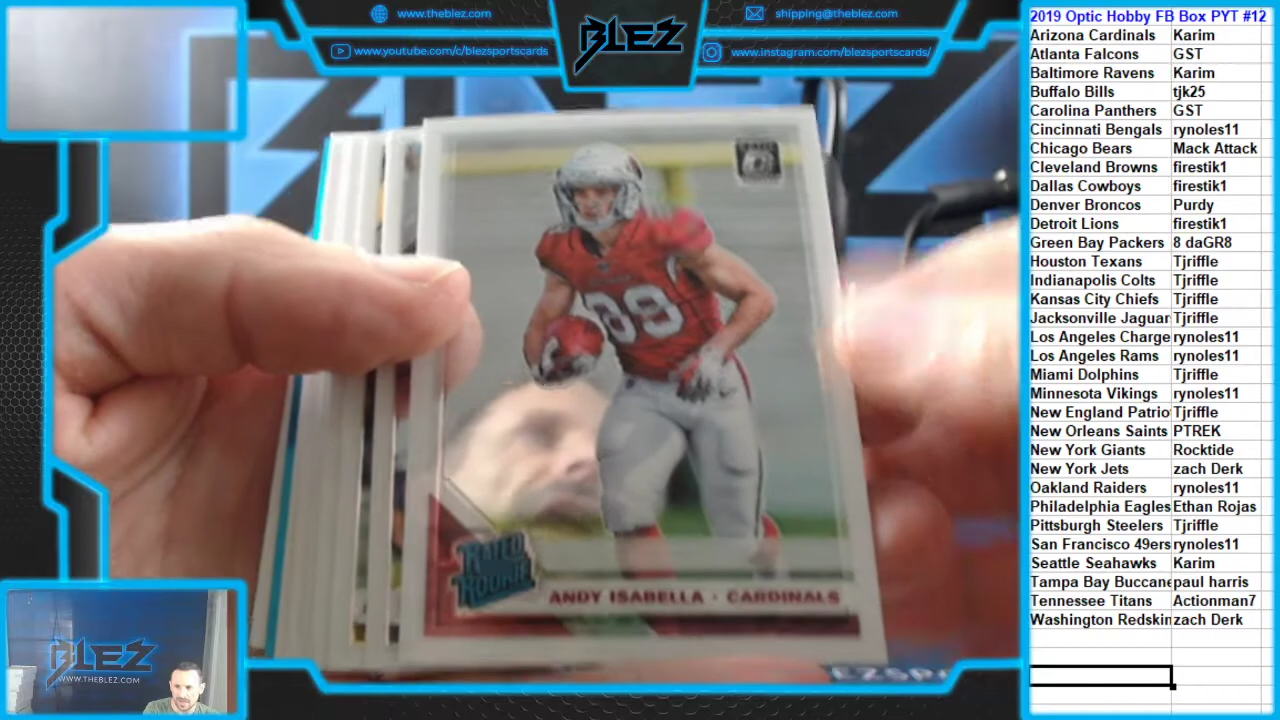 www.theblez.com
shipping@theblez.com
www.youtube.com/c/blezsportscards
www.instagram.com/blezsportscards/
BLEZ
2019 Optic Hobby FB Box PYT #12
Arizona Cardinals Karim
Atlanta Falcons GST
Baltimore Ravens Karim
Buffalo Bills tjk25
Carolina Panthers GST
Cincinnati Bengals rynoles11
Chicago Bears Mack Attack
Cleveland Browns firestik1
Dallas Cowboys firestik1
Denver Broncos Purdy
Detroit Lions firestik1
Green Bay Packers 8 daGR8
Houston Texans Tjriffle
Indianapolis Colts Tjriffle
Kansas City Chiefs Tjriffle
Jacksonville Jaguar Tjriffle
Los Angeles Charge rynoles11
Los Angeles Rams rynoles11
Miami Dolphins Tjriffle
Minnesota Vikings rynoles11
New England Patrio Tjriffle
New Orleans Saints PTREK
New York Giants Rocktide
New York Jets zach Derk
Oakland Raiders rynoles11
Philadelphia Eagles Ethan Rojas
Pittsburgh Steelers Tjriffle
San Francisco 49ers rynoles11
Seattle Seahawks Karim
Tampa Bay Buccane paul harris
Tennessee Titans Actionman7
Washington Redskin zach Derk
89
RATED
ROOKIE
ANDY ISABELLA · CARDINALS
BLEZ
WWW.THEBLEZ.COM